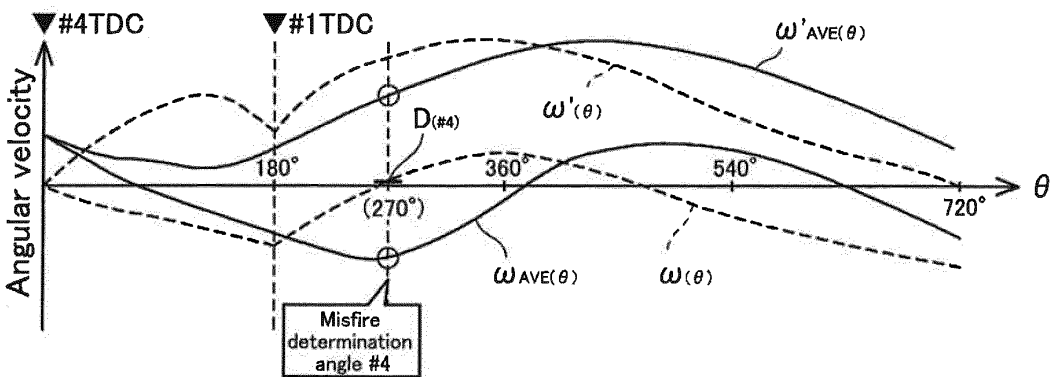 ▼#4TDC
▼#1TDC
Angular velocity
ω'AVE(θ)
ω'(θ)
D(#4)
180°
(270°)
360°
540°
720°
θ
ωAVE(θ)
ω(θ)
Misfire
determination
angle #4